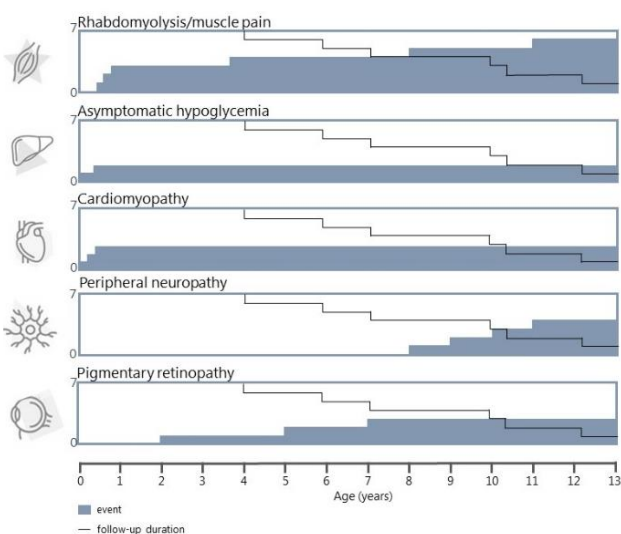 Rhabdomyolysis/muscle pain
7
0
Asymptomatic hypoglycemia
7
0
Cardiomyopathy
7
0
Peripheral neuropathy
7
0
Pigmentary retinopathy
7
0
0 1 2 3 4 5 6 7 8 9 10 11 12 13
Age (years)
event
follow-up duration